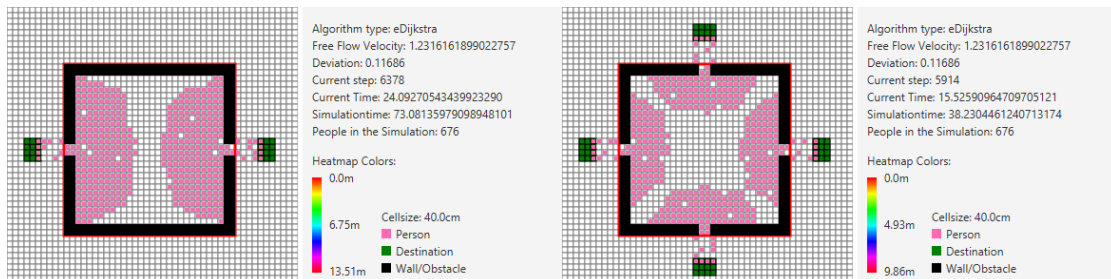 Algorithm type: eDijkstra
Free Flow Velocity: 1.2316161899022757
Deviation: 0.11686
Current step: 6378
Current Time: 24.09270543439923290
Simulationtime: 73.08135979098948101
People in the Simulation: 676
Heatmap Colors:
0.0m
6.75m
13.51m
Cellsize: 40.0cm
Person
Destination
Wall/Obstacle
Algorithm type: eDijkstra
Free Flow Velocity: 1.2316161899022757
Deviation: 0.11686
Current step: 5914
Current Time: 15.52590964709705121
Simulationtime: 38.2304461240713174
People in the Simulation: 676
Heatmap Colors:
0.0m
4.93m
9.86m
Cellsize: 40.0cm
Person
Destination
Wall/Obstacle